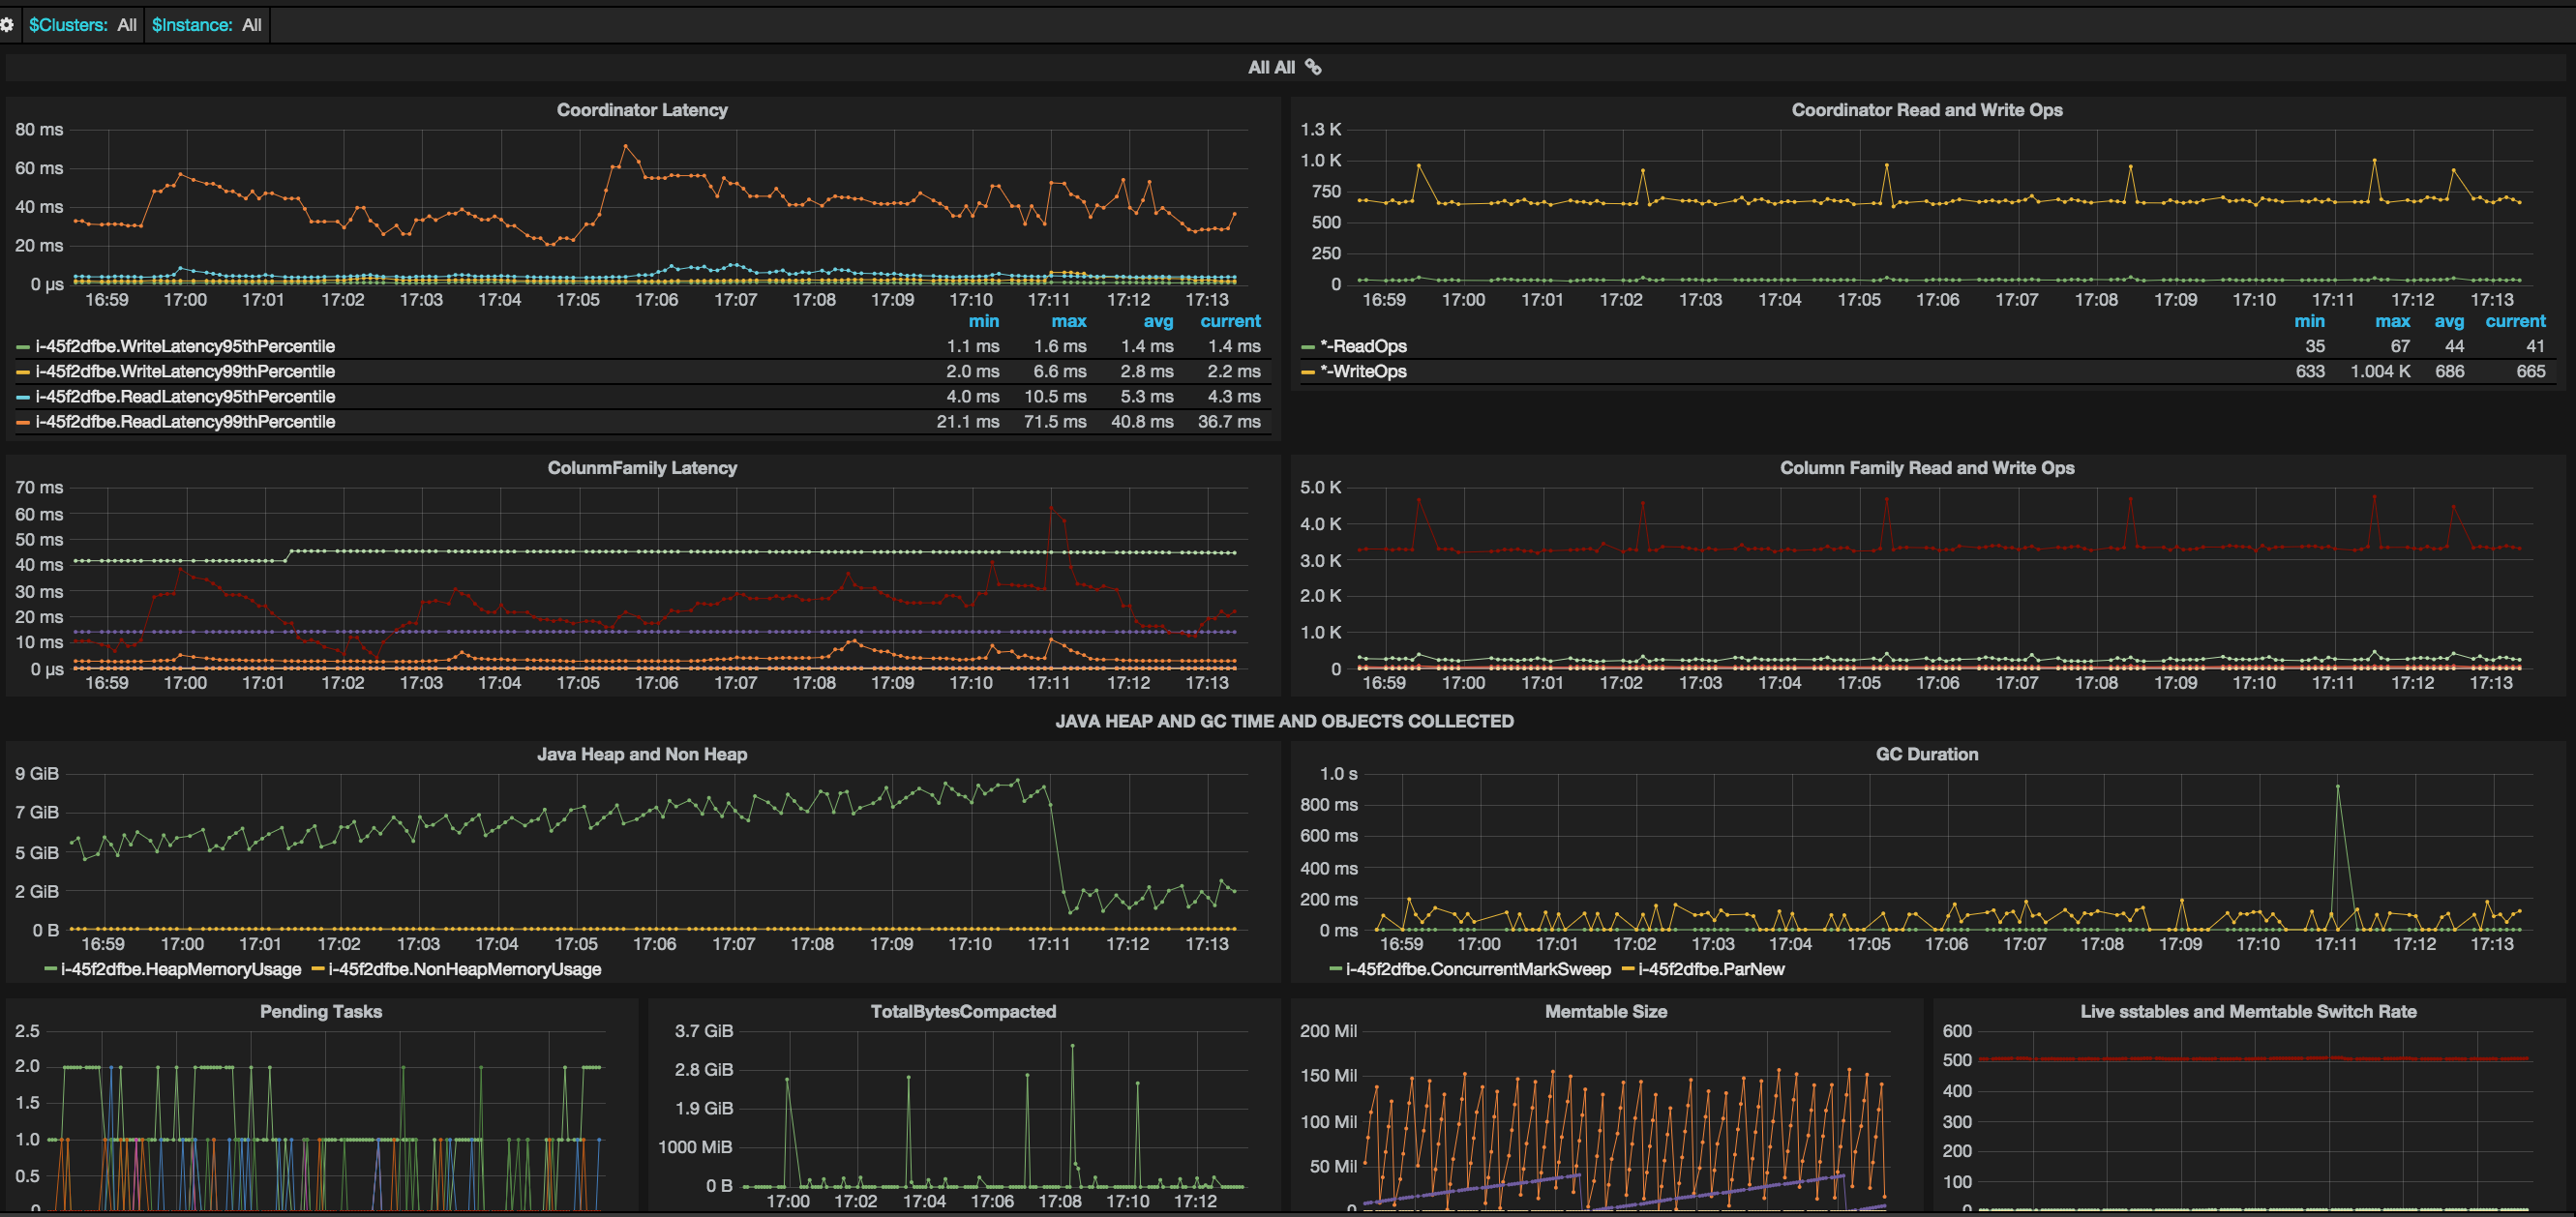 $Clusters: All $Instance: All
All All
Coordinator Latency
80 ms
60 ms
40 ms
20 ms
0 µs
16:59 17:00 17:01 17:02 17:03 17:04 17:05 17:06 17:07 17:08 17:09 17:10 17:11 17:12 17:13
min max avg current
i-45f2dfbe.WriteLatency95thPercentile 1.1 ms 1.6 ms 1.4 ms 1.4 ms
i-45f2dfbe.WriteLatency99thPercentile 2.0 ms 6.6 ms 2.8 ms 2.2 ms
i-45f2dfbe.ReadLatency95thPercentile 4.0 ms 10.5 ms 5.3 ms 4.3 ms
i-45f2dfbe.ReadLatency99thPercentile 21.1 ms 71.5 ms 40.8 ms 36.7 ms
Coordinator Read and Write Ops
1.3 K
1.0 K
750
500
250
0
16:59 17:00 17:01 17:02 17:03 17:04 17:05 17:06 17:07 17:08 17:09 17:10 17:11 17:12 17:13
min max avg current
*-ReadOps 35 67 44 41
*-WriteOps 633 1.004 K 686 665
ColunmFamily Latency
70 ms
60 ms
50 ms
40 ms
30 ms
20 ms
10 ms
0 µs
16:59 17:00 17:01 17:02 17:03 17:04 17:05 17:06 17:07 17:08 17:09 17:10 17:11 17:12 17:13
Column Family Read and Write Ops
5.0 K
4.0 K
3.0 K
2.0 K
1.0 K
0
16:59 17:00 17:01 17:02 17:03 17:04 17:05 17:06 17:07 17:08 17:09 17:10 17:11 17:12 17:13
JAVA HEAP AND GC TIME AND OBJECTS COLLECTED
Java Heap and Non Heap
9 GiB
7 GiB
5 GiB
2 GiB
0 B
16:59 17:00 17:01 17:02 17:03 17:04 17:05 17:06 17:07 17:08 17:09 17:10 17:11 17:12 17:13
i-45f2dfbe.HeapMemoryUsage i-45f2dfbe.NonHeapMemoryUsage
GC Duration
1.0 s
800 ms
600 ms
400 ms
200 ms
0 ms
16:59 17:00 17:01 17:02 17:03 17:04 17:05 17:06 17:07 17:08 17:09 17:10 17:11 17:12 17:13
i-45f2dfbe.ConcurrentMarkSweep i-45f2dfbe.ParNew
Pending Tasks
2.5
2.0
1.5
1.0
0.5
0
TotalBytesCompacted
3.7 GiB
2.8 GiB
1.9 GiB
1000 MiB
0 B
17:00 17:02 17:04 17:06 17:08 17:10 17:12
Memtable Size
200 Mil
150 Mil
100 Mil
50 Mil
0
Live sstables and Memtable Switch Rate
600
500
400
300
200
100
0